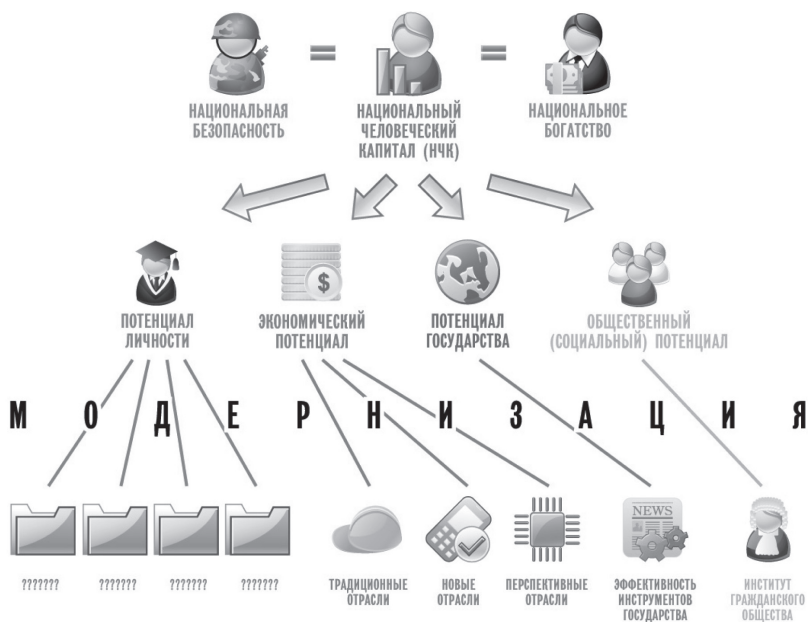 НАЦИОНАЛЬНАЯ
БЕЗОПАСНОСТЬ
=
НАЦИОНАЛЬНЫЙ
ЧЕЛОВЕЧЕСКИЙ
КАПИТАЛ (НЧК)
=
НАЦИОНАЛЬНОЕ
БОГАТСТВО
ПОТЕНЦИАЛ
ЛИЧНОСТИ
$
ЭКОНОМИЧЕСКИЙ
ПОТЕНЦИАЛ
ПОТЕНЦИАЛ
ГОСУДАРСТВА
ОБЩЕСТВЕННЫЙ
(СОЦИАЛЬНЫЙ) ПОТЕНЦИАЛ
М О Д Е Р Н И З А Ц И Я
???????
???????
???????
???????
ТРАДИЦИОННЫЕ
ОТРАСЛИ
НОВЫЕ
ОТРАСЛИ
ПЕРСПЕКТИВНЫЕ
ОТРАСЛИ
NEWS
ЭФФЕКТИВНОСТЬ
ИНСТРУМЕНТОВ
ГОСУДАРСТВА
ИНСТИТУТ
ГРАЖДАНСКОГО
ОБЩЕСТВА